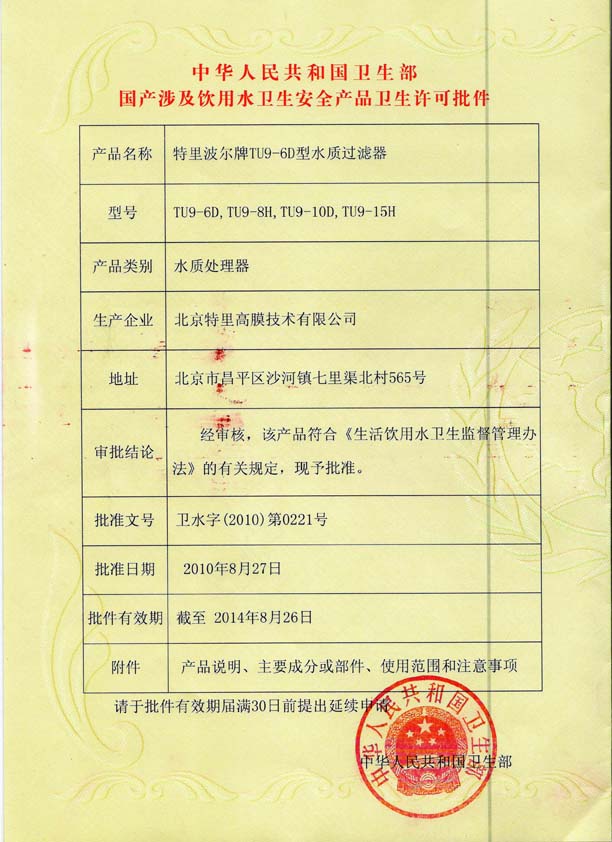 中华人民共和国卫生部
国产涉及饮用水卫生安全产品卫生许可批件
产品名称 特里波尔牌TU9-6D型水质过滤器
型号 TU9-6D,TU9-8H,TU9-10D,TU9-15H
产品类别 水质处理器
生产企业 北京特里高膜技术有限公司
地址 北京市昌平区沙河镇七里渠北村565号
审批结论 经审核，该产品符合《生活饮用水卫生监督管理办
法》的有关规定，现予批准。
批准文号 卫水字(2010)第0221号
批准日期 2010年8月27日
批件有效期 截至 2014年8月26日
附件 产品说明、主要成分或部件、使用范围和注意事项
请于批件有效期届满30日前提出延续申请
中华人民共和国卫生部
中华人民共和国卫生部